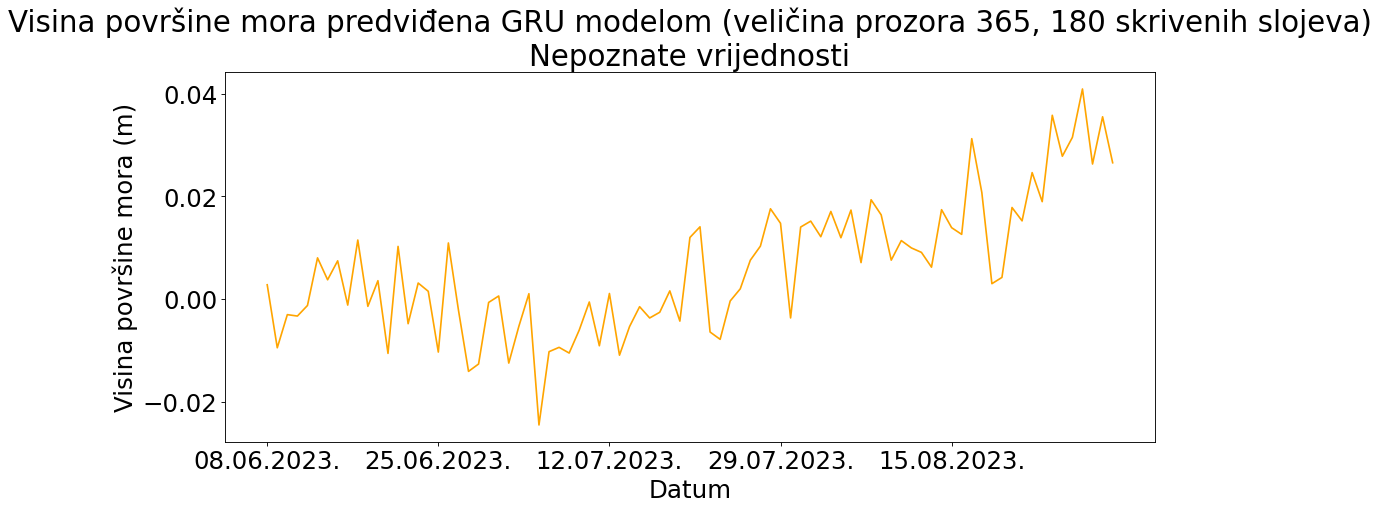 Visina površine mora predviđena GRU modelom (veličina prozora 365, 180 skrivenih slojeva)
Nepoznate vrijednosti
Visina površine mora (m)
0.04
0.02
0.00
−0.02
08.06.2023. 25.06.2023. 12.07.2023. 29.07.2023. 15.08.2023.
Datum